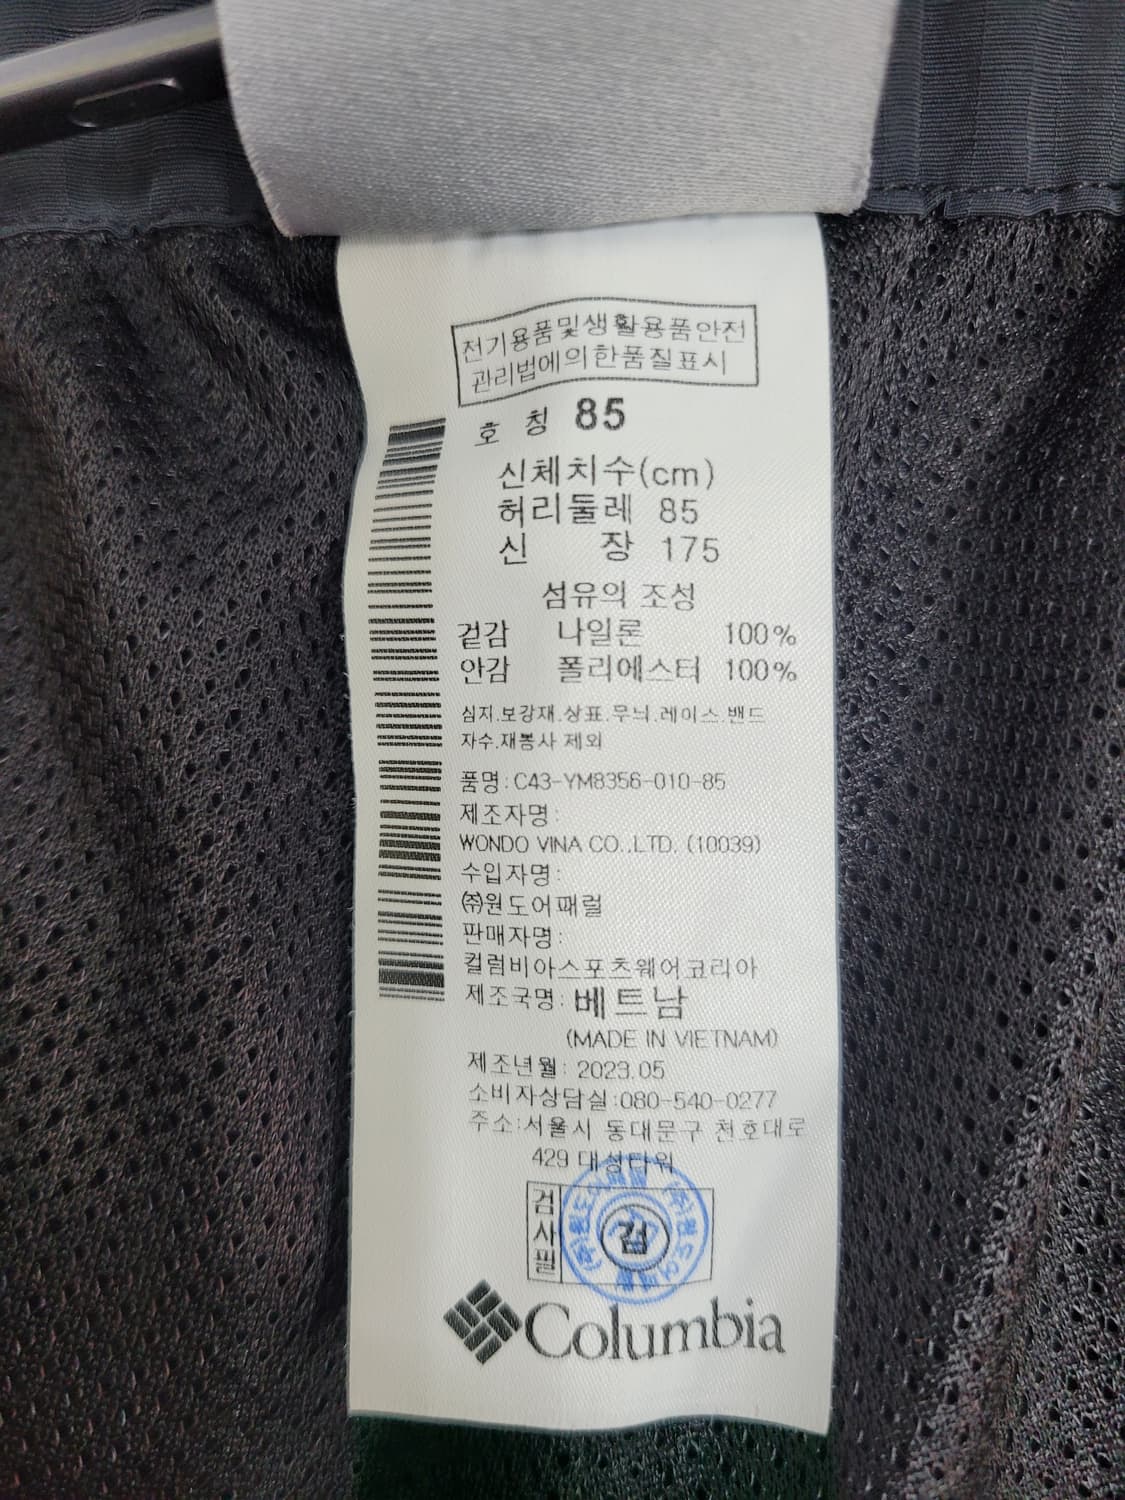 전기용품및생활용품안전
관리법에의한품질표시
호 칭 85
신체치수(cm)
허리둘레 85
신 장 175
섬유의 조성
겉감 나일론 100%
안감 폴리에스터 100%
심지.보강재.상표.무늬.레이스.밴드
자수.재봉사 제외
품명:C43-YM8356-010-85
제조자명:
WONDO VINA CO.,LTD. (10039)
수입자명:
㈜원도어패럴
판매자명:
컬럼비아스포츠웨어코리아
제조국명:베트남
(MADE IN VIETNAM)
제조년월: 2023.05
소비자상담실:080-540-0277
주소:서울시 동대문구 천호대로
429 대성타워
검사필
검
(주)원도어패럴
Columbia